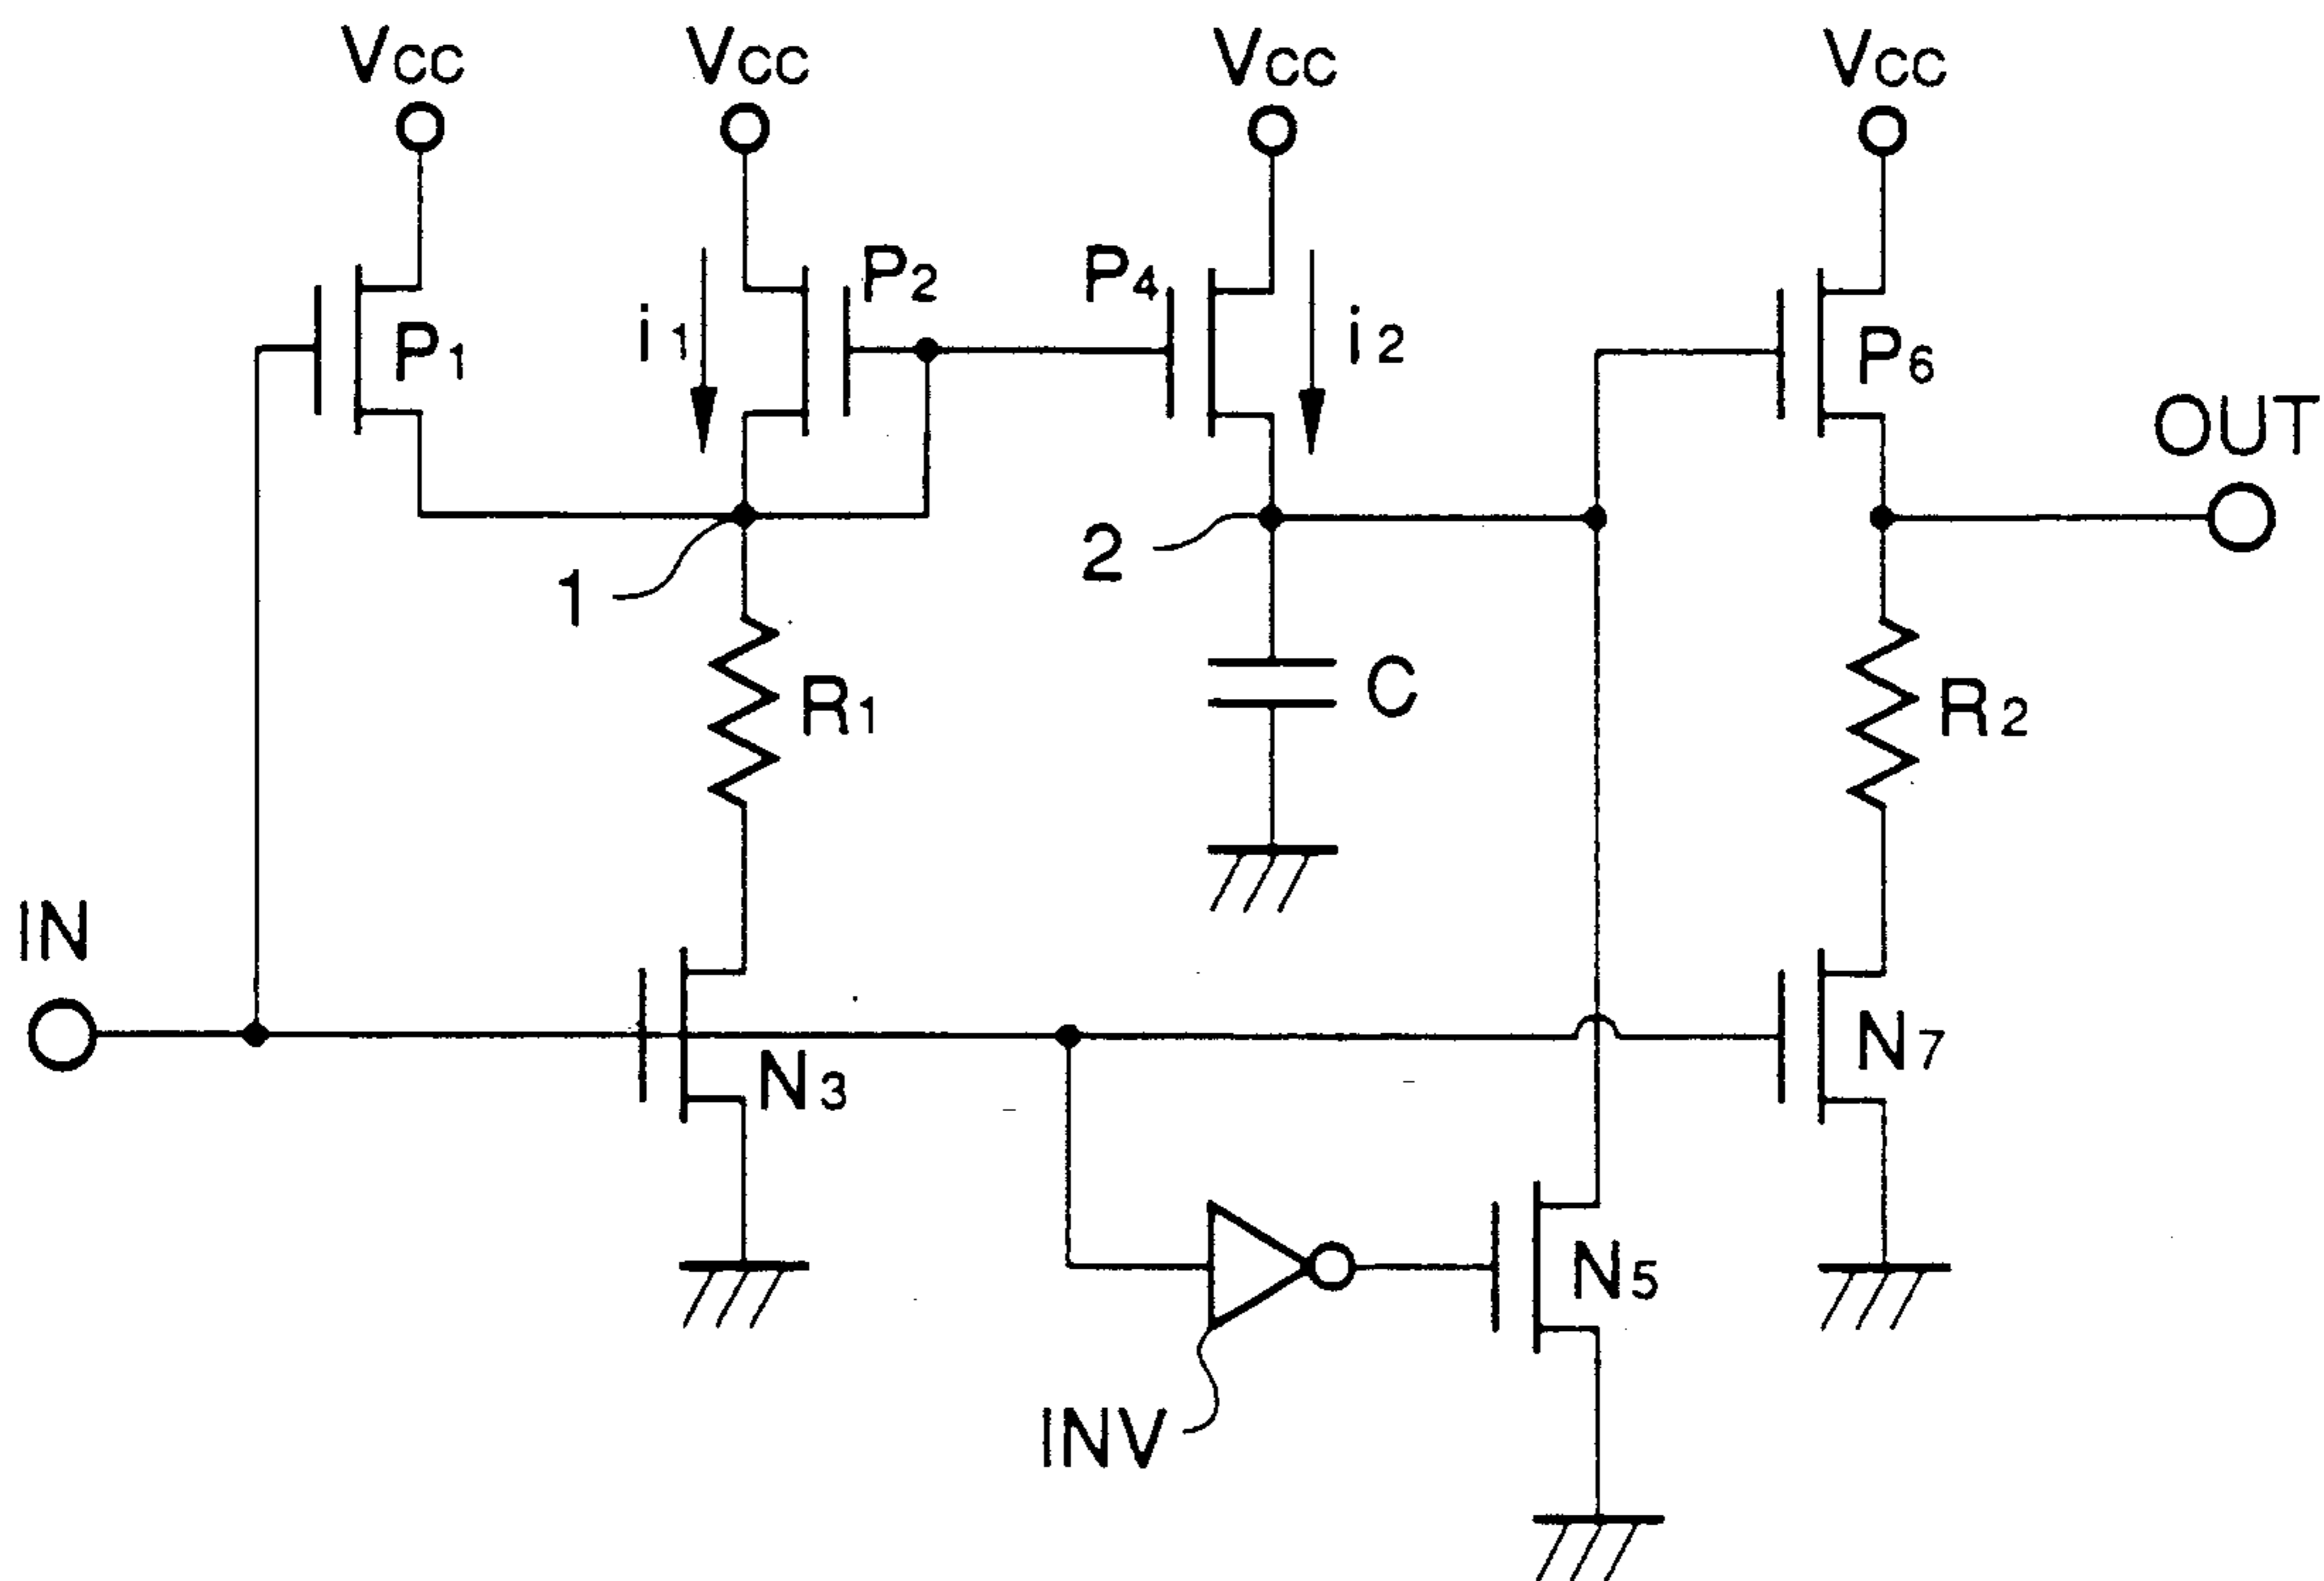 Vcc Vcc Vcc Vcc
P1 i1 P2 P4 i2 P6
OUT
1 2
R1 C R2
IN
N3 N7
N5
INV